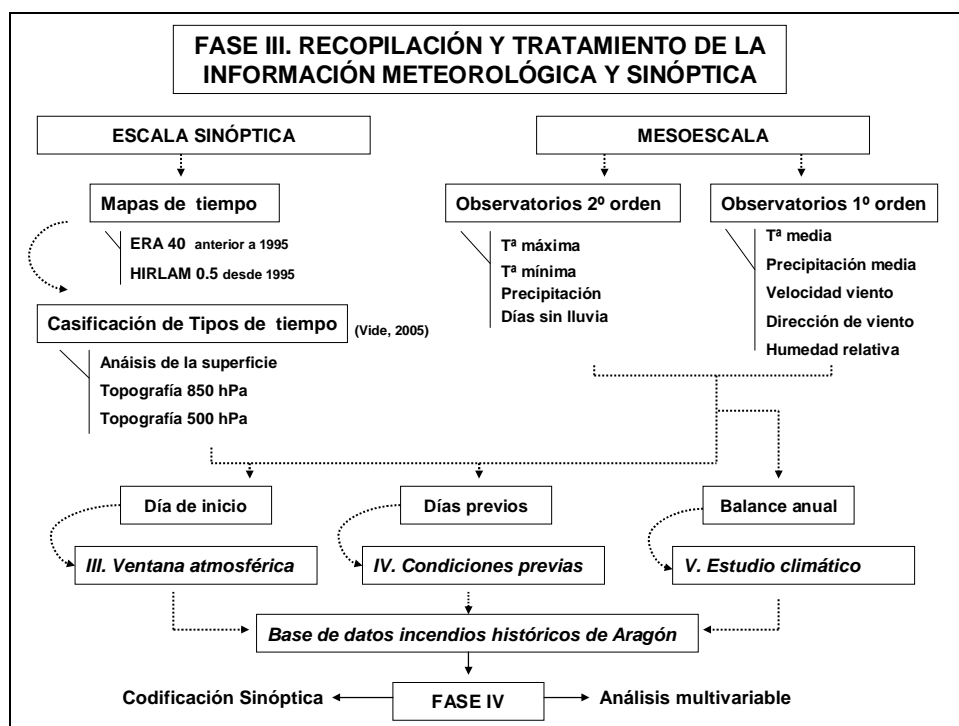 FASE III. RECOPILACIÓN Y TRATAMIENTO DE LA
INFORMACIÓN METEOROLÓGICA Y SINÓPTICA
ESCALA SINÓPTICA
MESOESCALA
Mapas de tiempo
ERA 40 anterior a 1995
HIRLAM 0.5 desde 1995
Casificación de Tipos de tiempo
(Vide, 2005)
Anáisis de la superficie
Topografía 850 hPa
Topografía 500 hPa
Observatorios 2º orden
Tª máxima
Tª mínima
Precipitación
Días sin lluvia
Observatorios 1º orden
Tª media
Precipitación media
Velocidad viento
Dirección de viento
Humedad relativa
Día de inicio
Días previos
Balance anual
III. Ventana atmosférica
IV. Condiciones previas
V. Estudio climático
Base de datos incendios históricos de Aragón
Codificación Sinóptica
FASE IV
Análisis multivariable